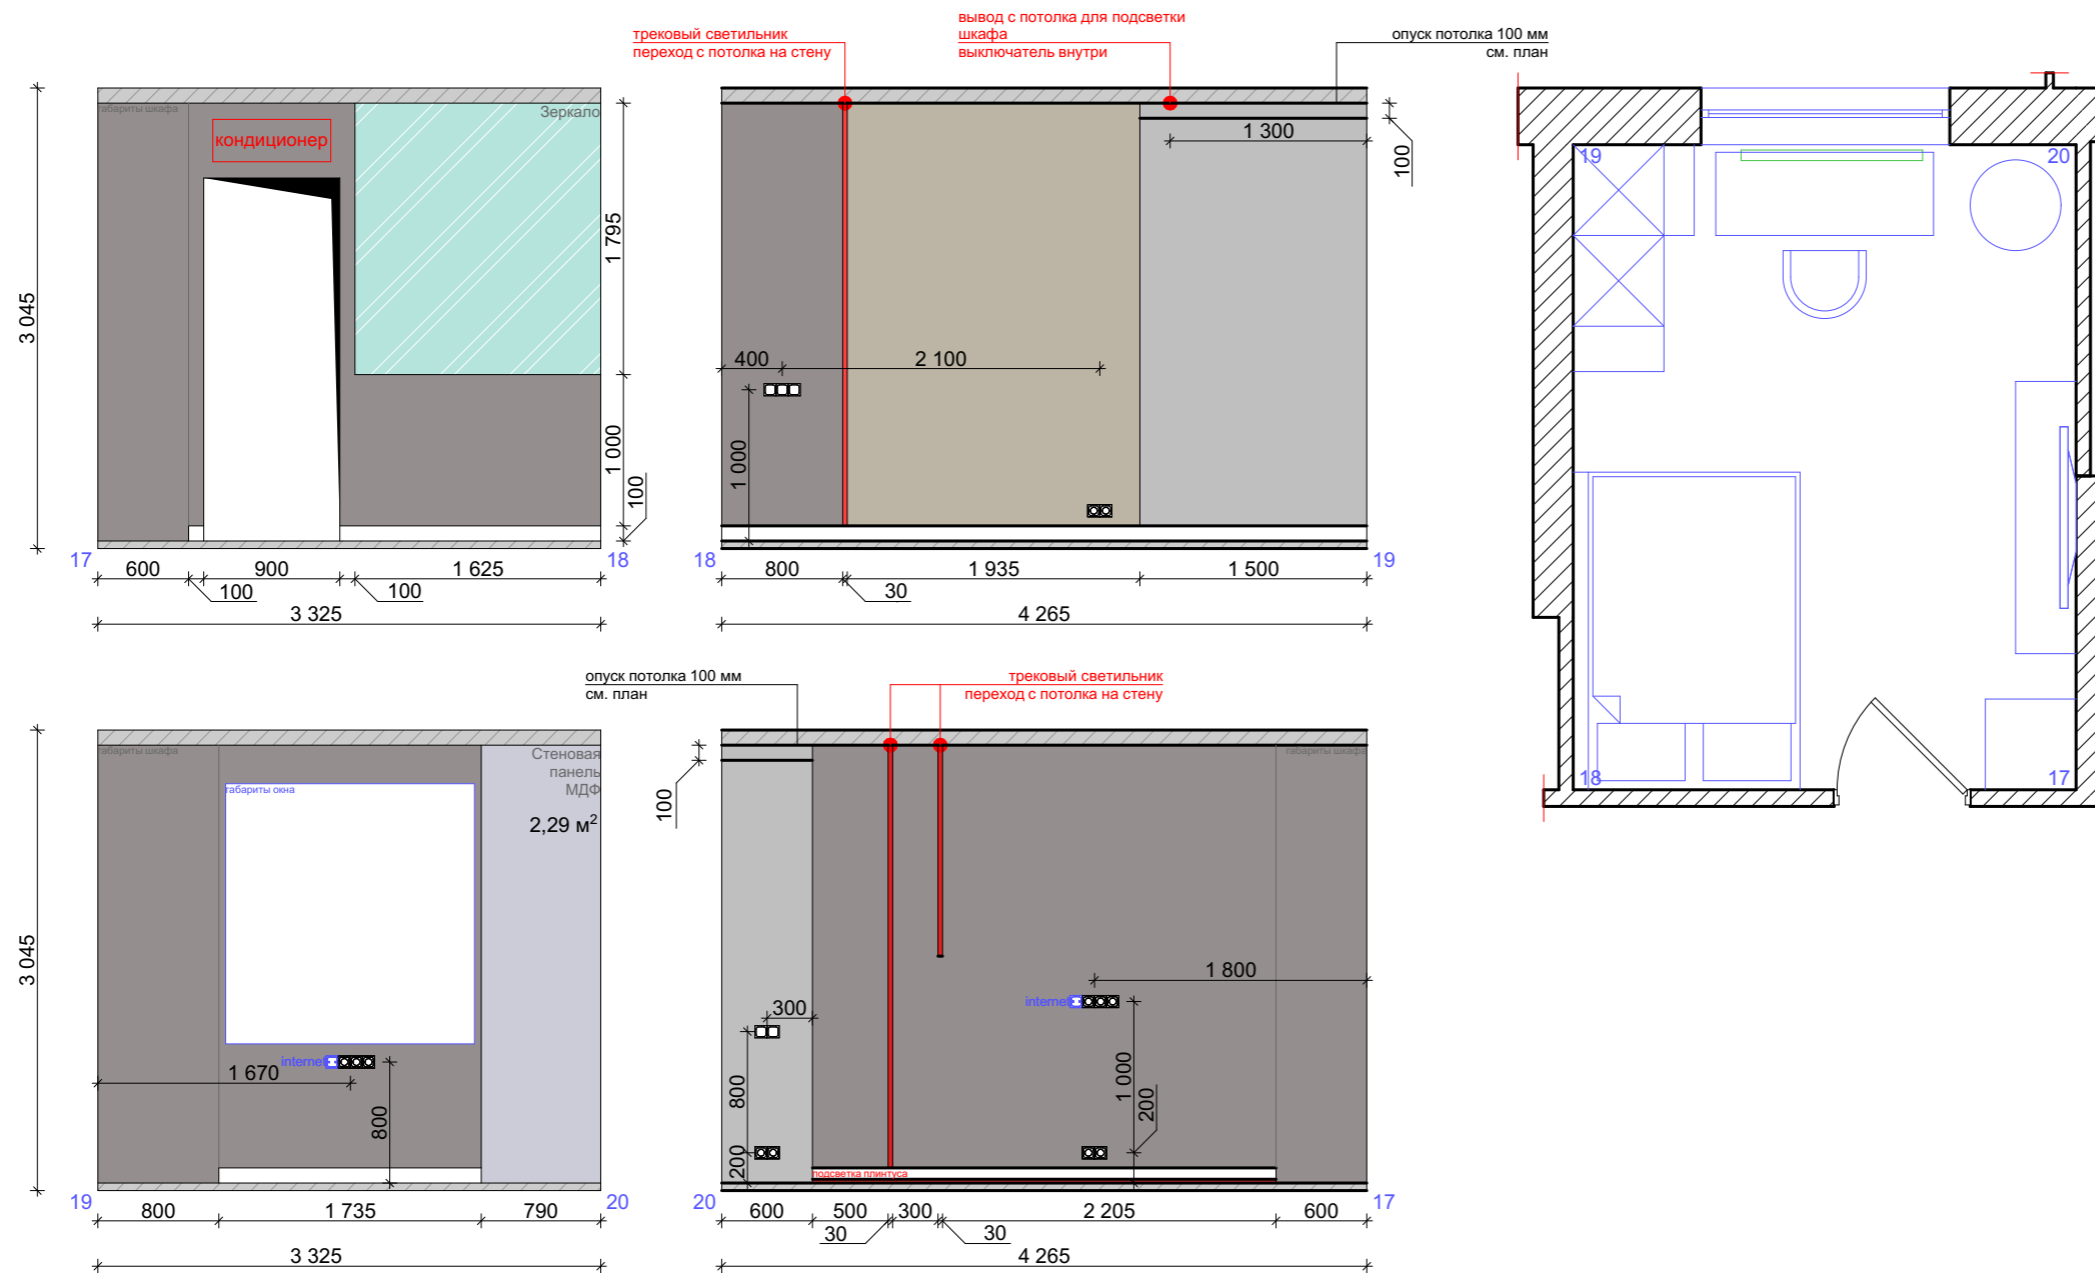 трековый светильник
переход с потолка на стену
вывод с потолка для подсветки
шкафа
выключатель внутри
опуск потолка 100 мм
см. план
габариты шкафа
кондиционер
Зеркало
3 045
1 795
1 000
100
17
18
600
900
1 625
100
100
3 325
1 300
100
400
2 100
1 000
18
19
800
1 935
1 500
30
4 265
19
20
18
17
опуск потолка 100 мм
см. план
трековый светильник
переход с потолка на стену
габариты шкафа
габариты окна
Стеновая
панель
МДФ
2,29 м²
3 045
internet
1 670
800
19
20
800
1 735
790
3 325
100
габариты шкафа
1 800
internet
300
800
200
1 000
200
подсветка плинтуса
20
17
600
500
300
2 205
600
30
30
4 265